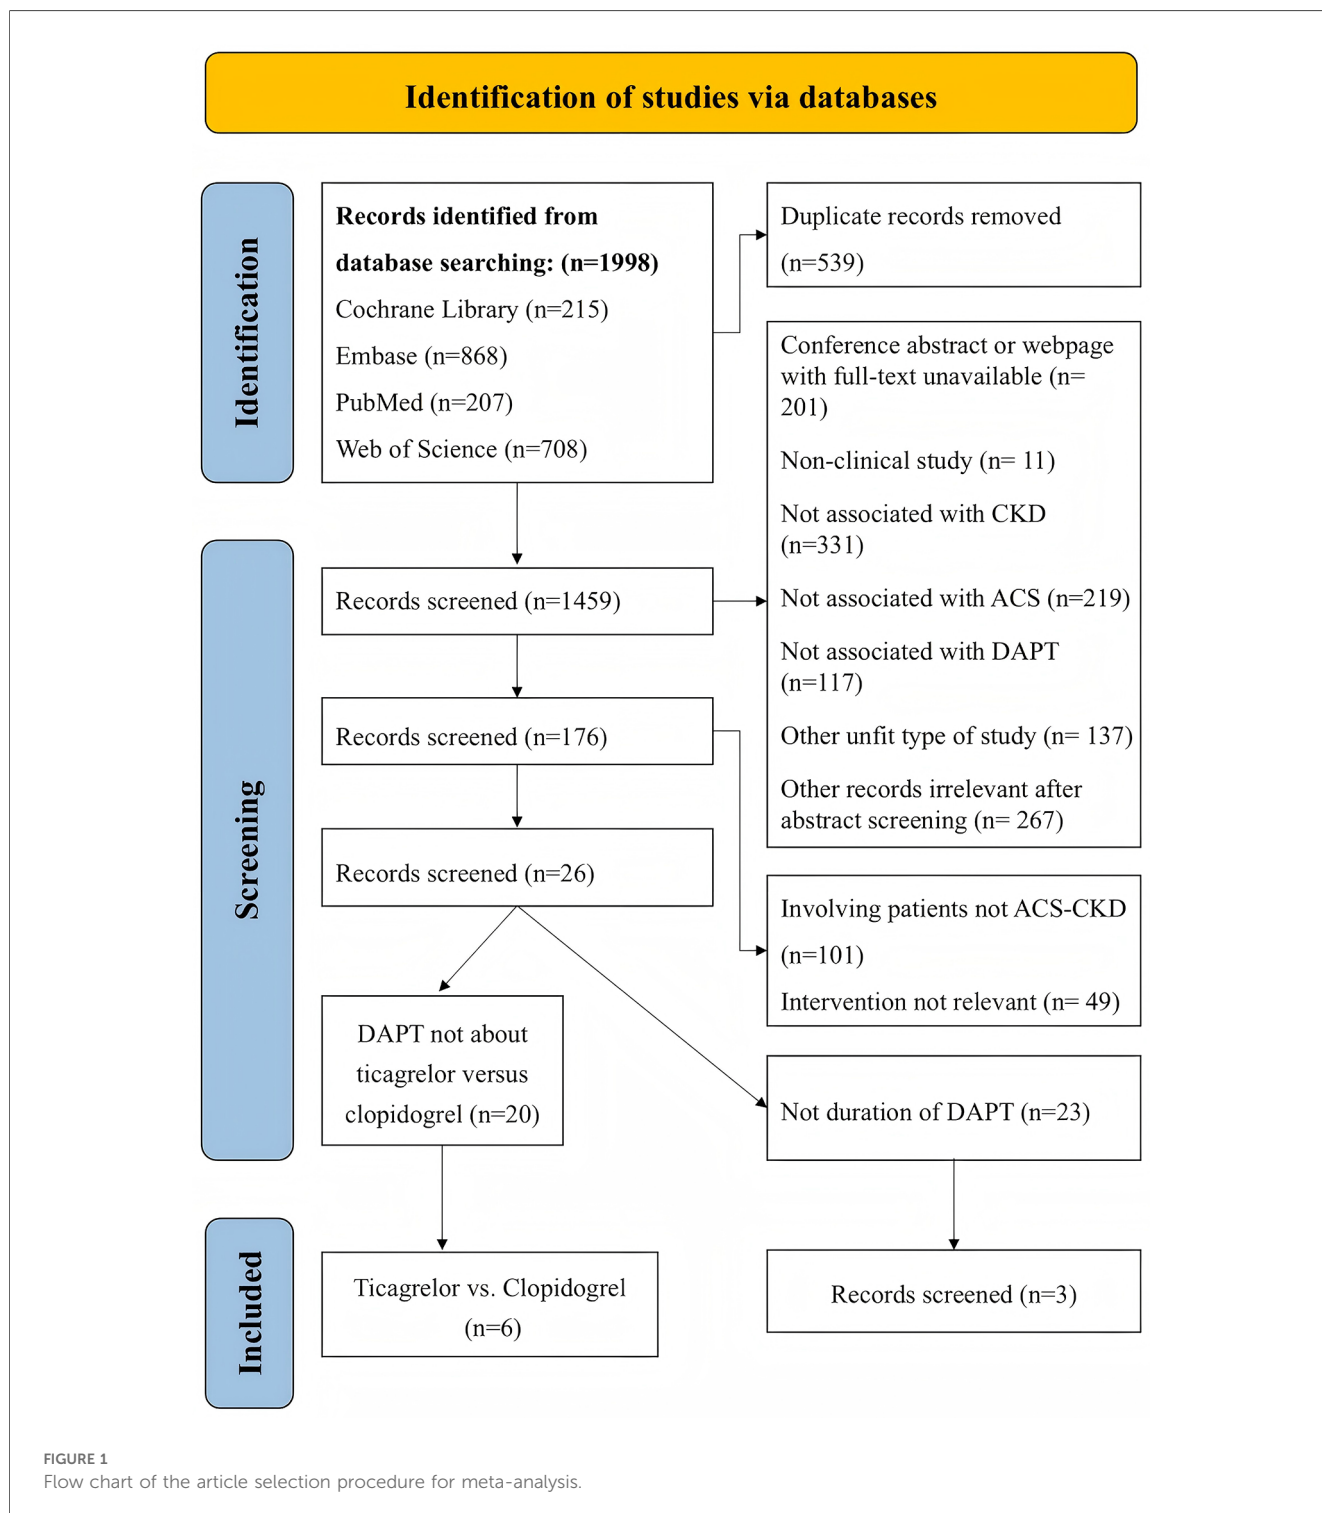 Identification of studies via databases
Identification
Records identified from
database searching: (n=1998)
Cochrane Library (n=215)
Embase (n=868)
PubMed (n=207)
Web of Science (n=708)
Duplicate records removed
(n=539)
Conference abstract or webpage
with full-text unavailable (n=
201)
Non-clinical study (n= 11)
Not associated with CKD
(n=331)
Not associated with ACS (n=219)
Not associated with DAPT
(n=117)
Other unfit type of study (n= 137)
Other records irrelevant after
abstract screening (n= 267)
Screening
Records screened (n=1459)
Records screened (n=176)
Records screened (n=26)
Involving patients not ACS-CKD
(n=101)
Intervention not relevant (n= 49)
DAPT not about
ticagrelor versus
clopidogrel (n=20)
Not duration of DAPT (n=23)
Included
Ticagrelor vs. Clopidogrel
(n=6)
Records screened (n=3)
FIGURE 1
Flow chart of the article selection procedure for meta-analysis.